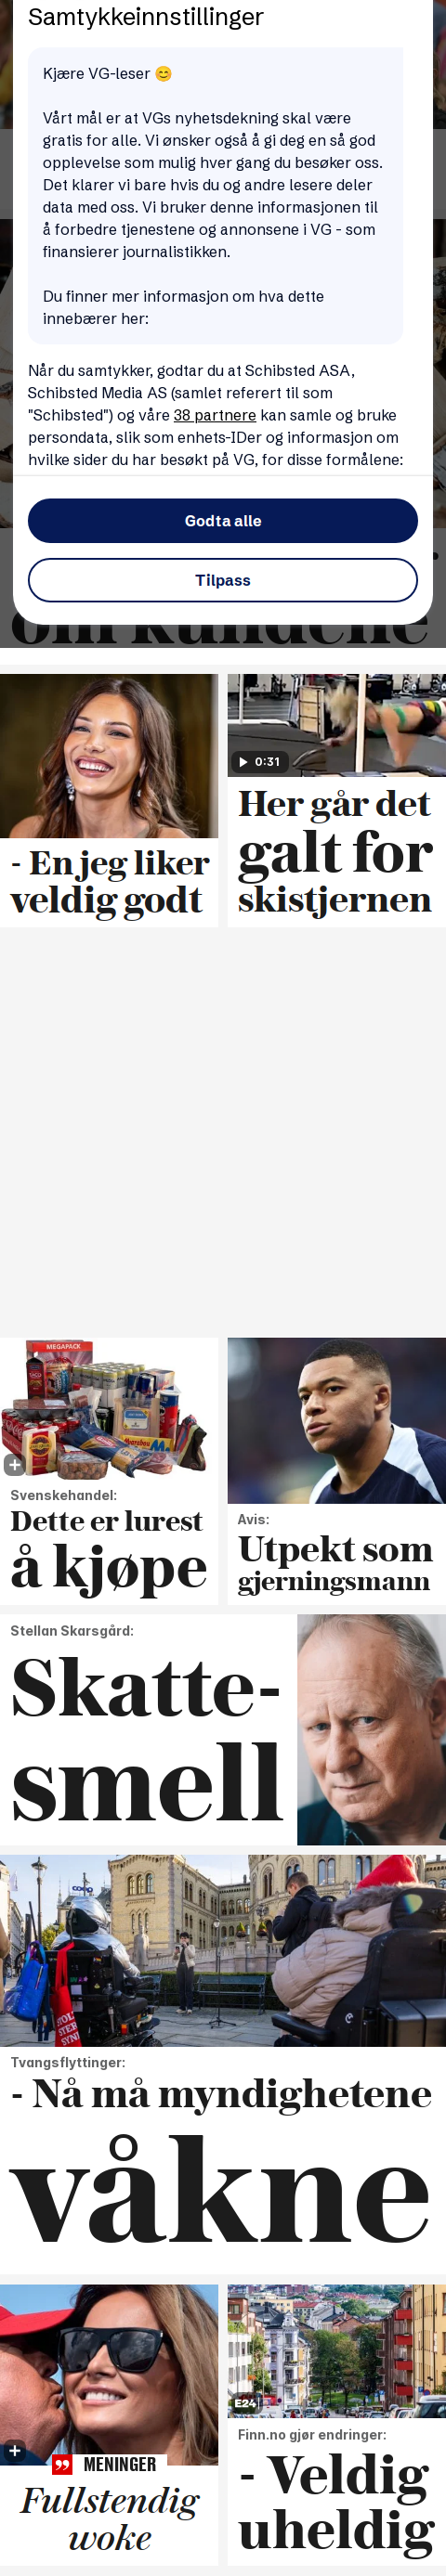 Samtykkeinnstillinger
Kjære VG-leser 😊
Vårt mål er at VGs nyhetsdekning skal være
gratis for alle. Vi ønsker også å gi deg en så god
opplevelse som mulig hver gang du besøker oss.
Det klarer vi bare hvis du og andre lesere deler
data med oss. Vi bruker denne informasjonen til
å forbedre tjenestene og annonsene i VG - som
finansierer journalistikken.
Du finner mer informasjon om hva dette
innebærer her:
Når du samtykker, godtar du at Schibsted ASA,
Schibsted Media AS (samlet referert til som
"Schibsted") og våre 38 partnere kan samle og bruke
persondata, slik som enhets-IDer og informasjon om
hvilke sider du har besøkt på VG, for disse formålene:
Godta alle
Tilpass
om kundene
- En jeg liker
veldig godt
0:31
Her går det
galt for
skistjernen
MEGAPACK
Svenskehandel:
Dette er lurest
å kjøpe
Avis:
Utpekt som
gjerningsmann
Stellan Skarsgård:
Skatte-
smell
coop
Tvangsflyttinger:
- Nå må myndighetene
våkne
MENINGER
Fullstendig
woke
E24
Finn.no gjør endringer:
- Veldig
uheldig